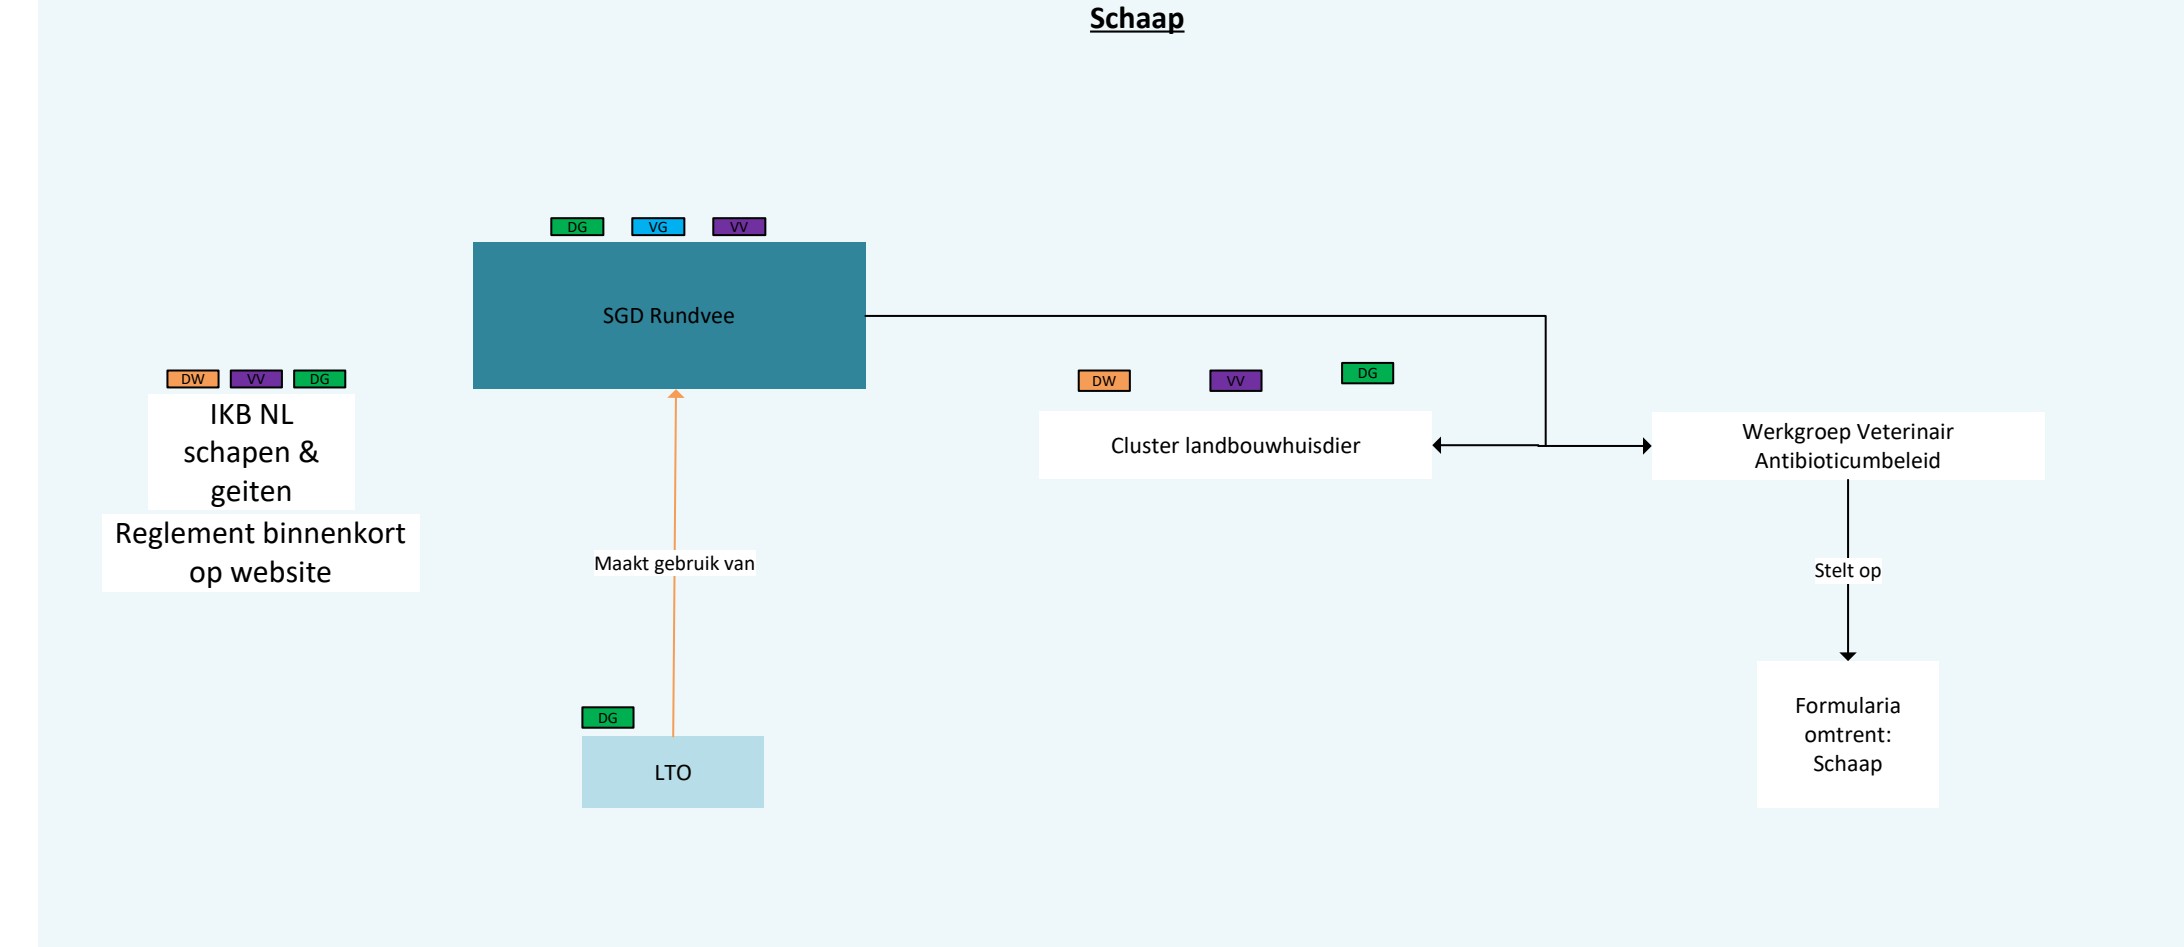 Schaap
DG VG VV
SGD Rundvee
DW VV DG
IKB NL
schapen &
geiten
Reglement binnenkort
op website
DW VV DG
Cluster landbouwhuisdier
Werkgroep Veterinair
Antibioticumbeleid
Maakt gebruik van
Stelt op
DG
LTO
Formularia
omtrent:
Schaap